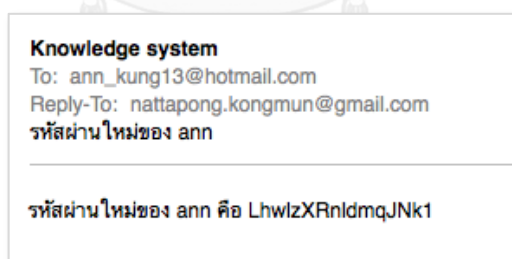 Knowledge system
To: ann_kung13@hotmail.com
Reply-To: nattapong.kongmun@gmail.com
รหัสผ่านใหม่ของ ann
รหัสผ่านใหม่ของ ann คือ LhwlzXRnldmqJNk1